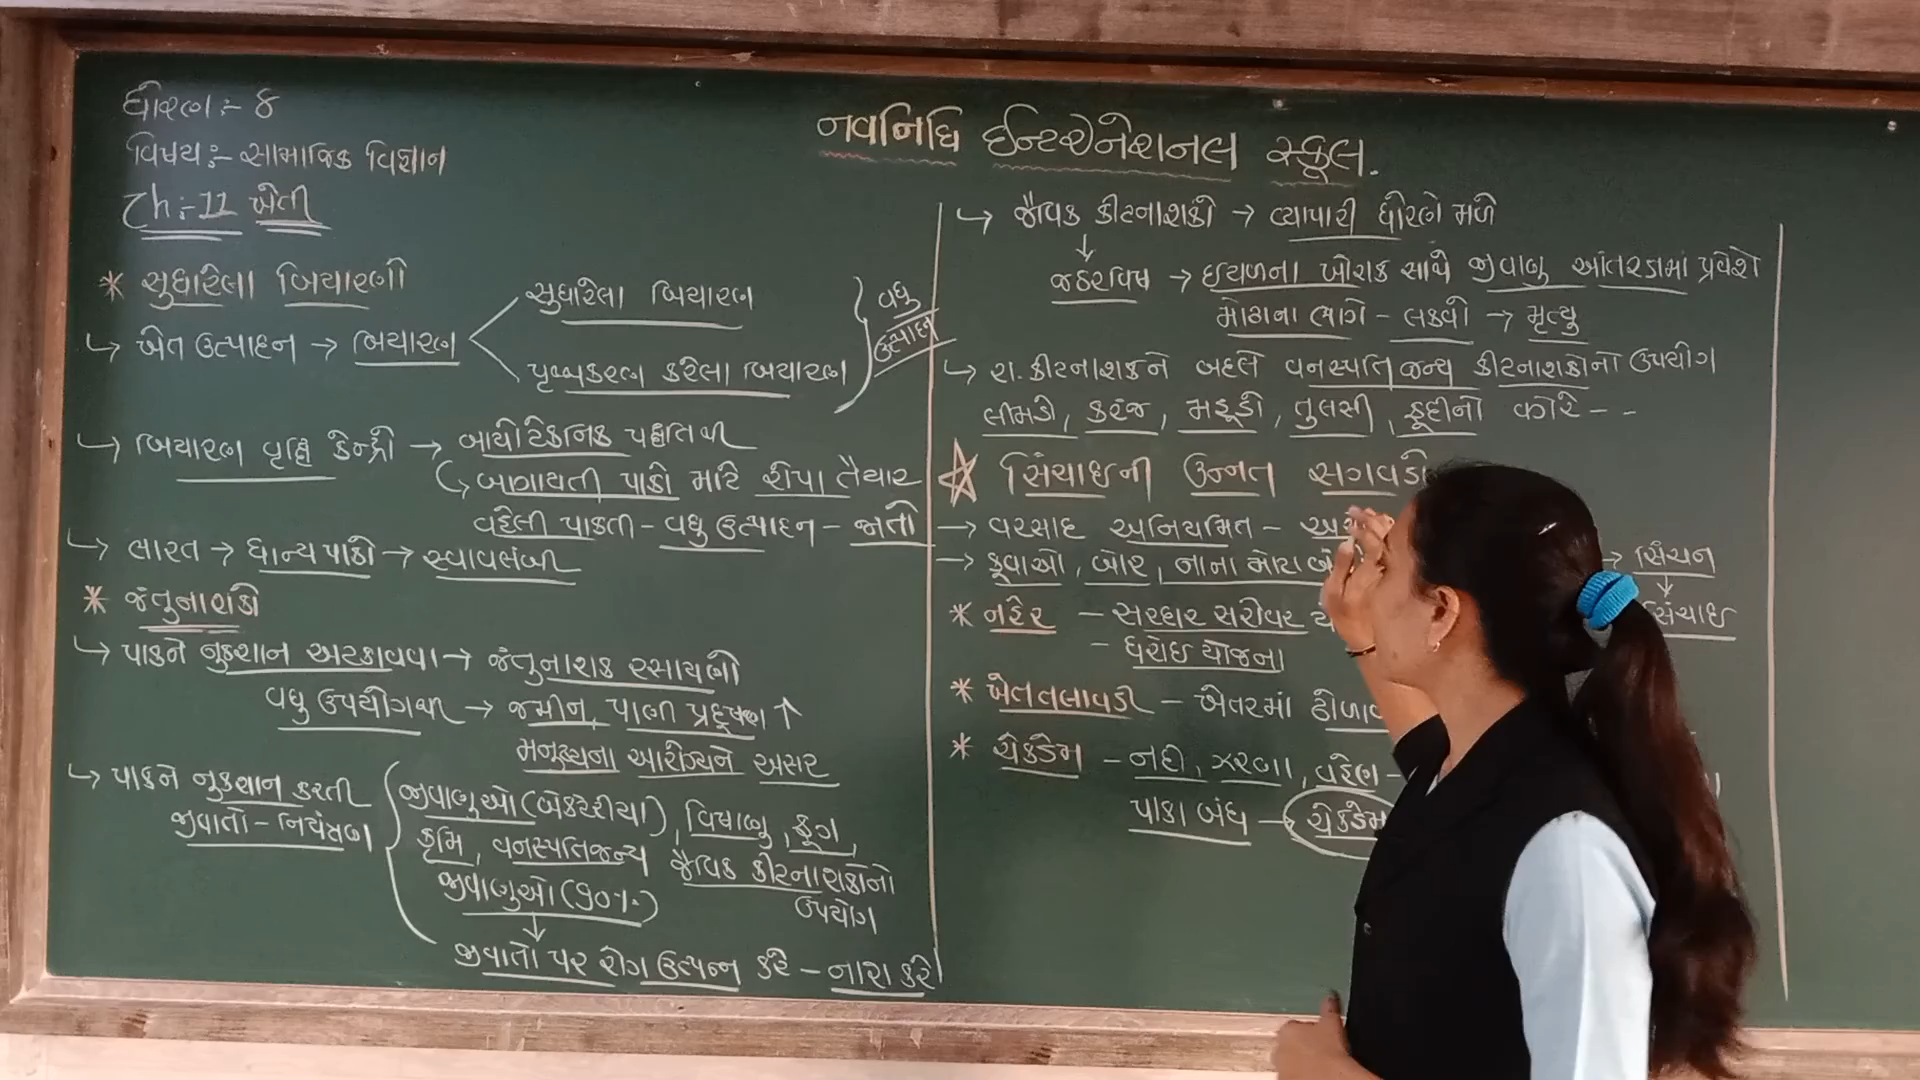 ધોરણ:- ૪
વિષય:- સામાજિક વિજ્ઞાન
Ch:-11 ખેતી
નવનિધિ ઈન્ટરનેશનલ સ્કૂલ.
* સુધારેલા બિયારણો
↳ ખેત ઉત્પાદન → બિયારણ
સુધારેલા બિયારણ
પૃથ્થકરણ કરેલા બિયારણ
વધુ
ઉત્પાદન
↳ બિયારણ વૃદ્ધિ કેન્દ્રો → બાયોટેકનિક પદ્ધતિથી
↳ બાગાયતી પાકો માટે રોપા તૈયાર
વહેલી પાકતી - વધુ ઉત્પાદન - જાતો
↳ ભારત → ધાન્ય પાકો → સ્વાવલંબી
* જંતુનાશકો
↳ પાકને નુકશાન અટકાવવા → જંતુનાશક રસાયણો
વધુ ઉપયોગથી → જમીન, પાણી પ્રદૂષણ ↑
મનુષ્યના આરોગ્યને અસર
↳ પાકને નુકશાન કરતી
જીવાતો - નિયંત્રણ
જીવાણુઓ (બેકટેરીયા), વિષાણુ, ફૂગ,
કૃમિ, વનસ્પતિજન્ય જૈવિક કીટનાશકોનો
જીવાણુઓ (90%) ઉપયોગ
↓
જીવાતો પર રોગ ઉત્પન્ન કરે - નાશ કરે
↳ જૈવિક કીટનાશકો → વ્યાપારી ધોરણે મળે
↓
જઠરવિષ → ઇયળના ખોરાક સાથે જીવાણુ આંતરડામાં પ્રવેશે
મોઢાના ભાગે - લકવો → મૃત્યુ
↳ રા. કીટનાશકને બદલે વનસ્પતિજન્ય કીટનાશકોનો ઉપયોગ
લીમડો, કરંજ, મહૂડો, તુલસી, ફૂદીનો વગેરે - -
☆ સિંચાઇની ઉન્નત સગવડો
→ વરસાદ અનિયમિત -
→ કૂવાઓ, બોર, નાના મોટા
→ સિંચન
↓
સિંચાઇ
* નહેર - સરદાર સરોવર
- ધરોઇ યોજના
* ખેતતલાવડી - ખેતરમાં
* ચેકડેમ - નદી, ઝરણા, વહેણ -
પાકા બંધ → ચેકડેમ